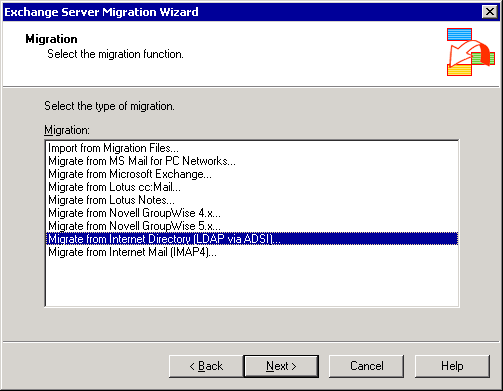 Exchange Server Migration Wizard
Migration
Select the migration function.
Select the type of migration.
Migration:
Import from Migration Files...
Migrate from MS Mail for PC Networks...
Migrate from Microsoft Exchange...
Migrate from Lotus cc:Mail...
Migrate from Lotus Notes...
Migrate from Novell GroupWise 4.x...
Migrate from Novell GroupWise 5.x...
Migrate from Internet Directory (LDAP via ADSI)...
Migrate from Internet Mail (IMAP4)...
< Back Next > Cancel Help